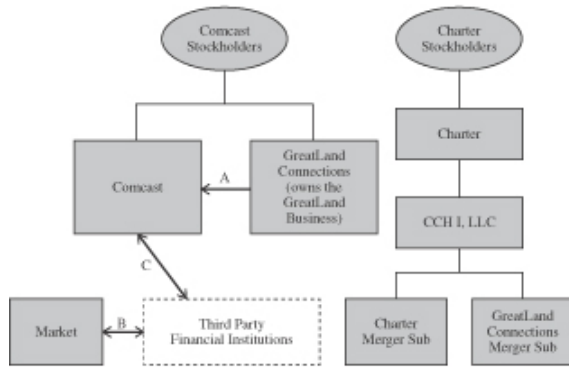 Comcast
Stockholders
Charter
Stockholders
Comcast
A
GreatLand
Connections
(owns the
GreatLand
Business)
Charter
CCH I, LLC
C
Market
B
Third Party
Financial Institutions
Charter
Merger Sub
GreatLand
Connections
Merger Sub